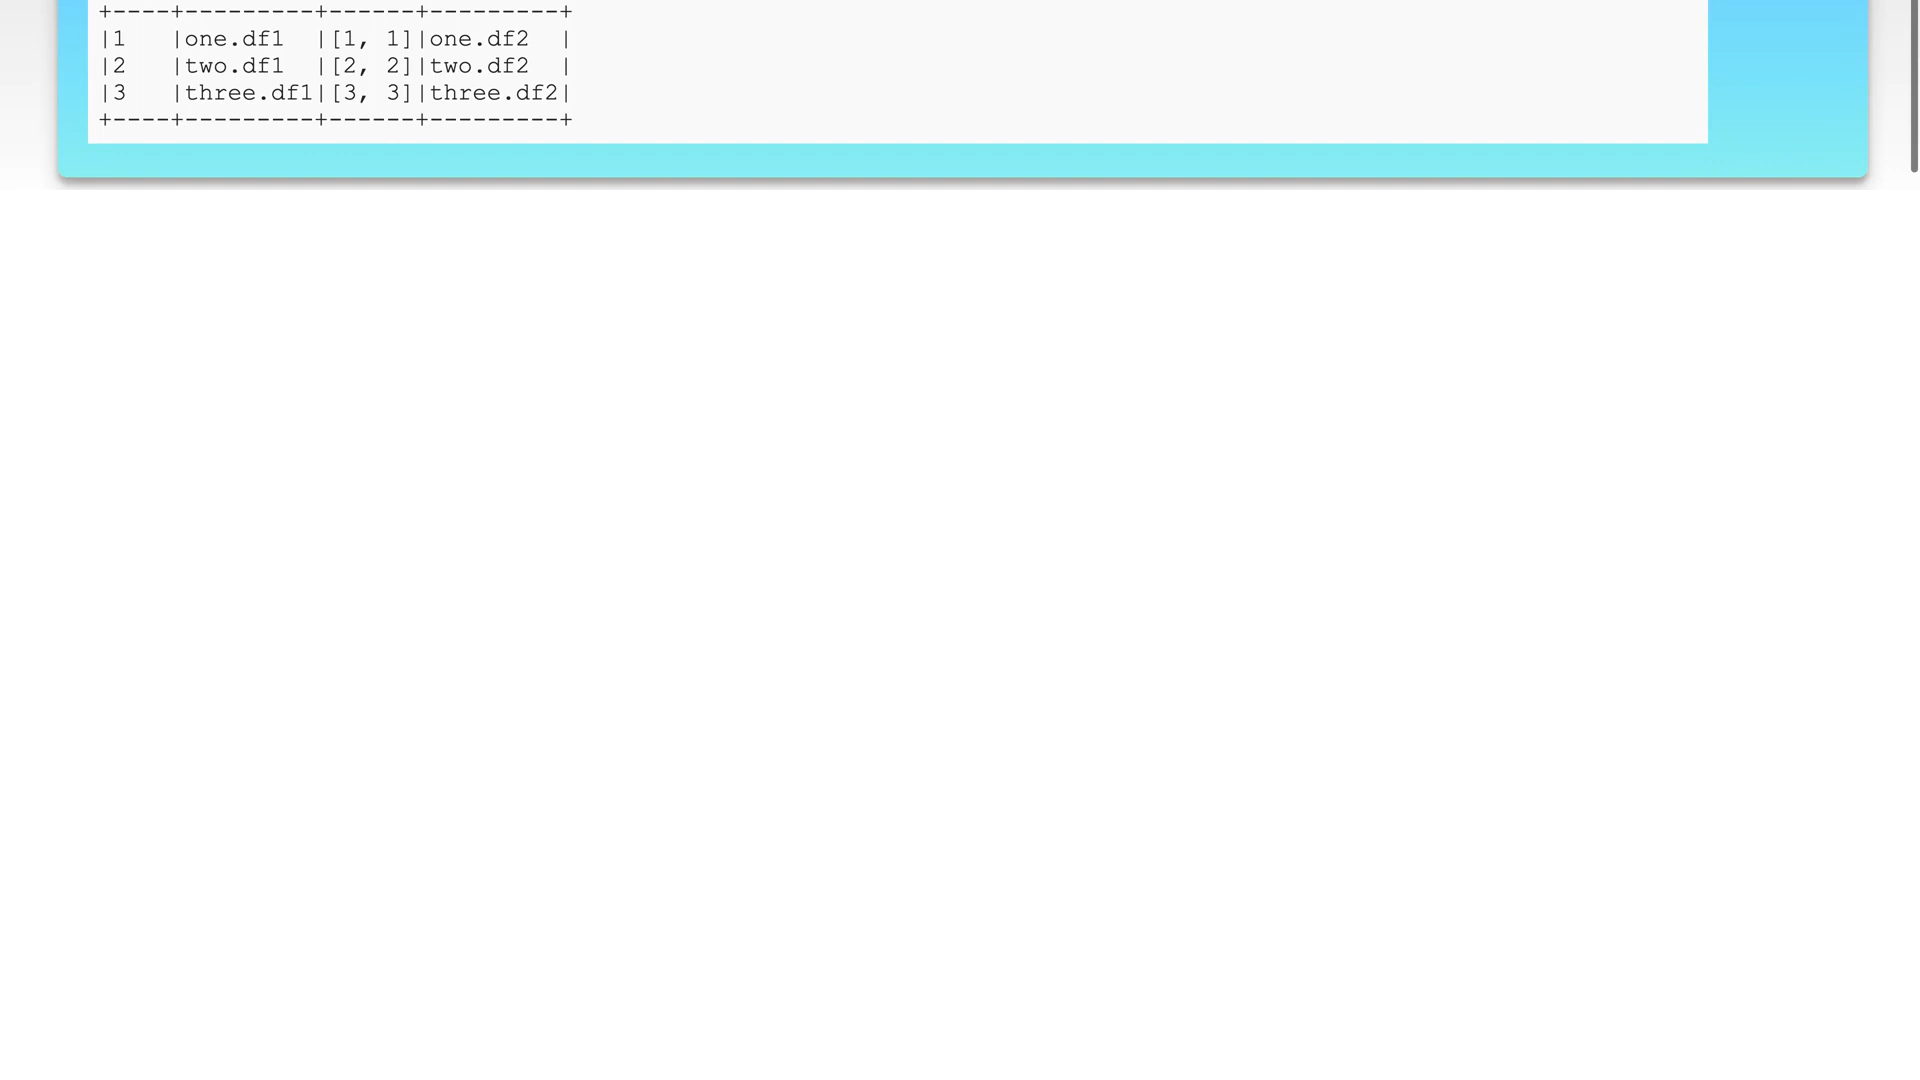 +----+---------+------+---------+
|1   |one.df1  |[1, 1]|one.df2  |
|2   |two.df1  |[2, 2]|two.df2  |
|3   |three.df1|[3, 3]|three.df2|
+----+---------+------+---------+